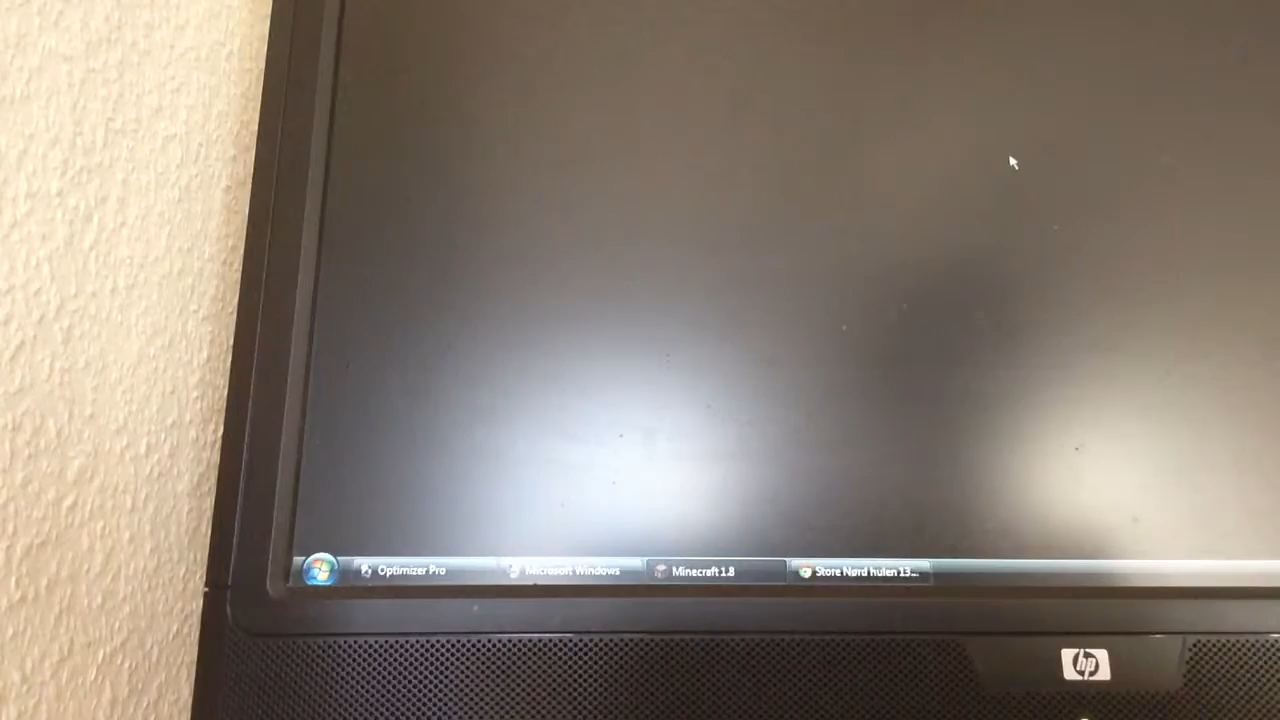 Optimizer Pro
Microsoft Windows
Minecraft 1.8
Store Nørd hulen 13...
hp